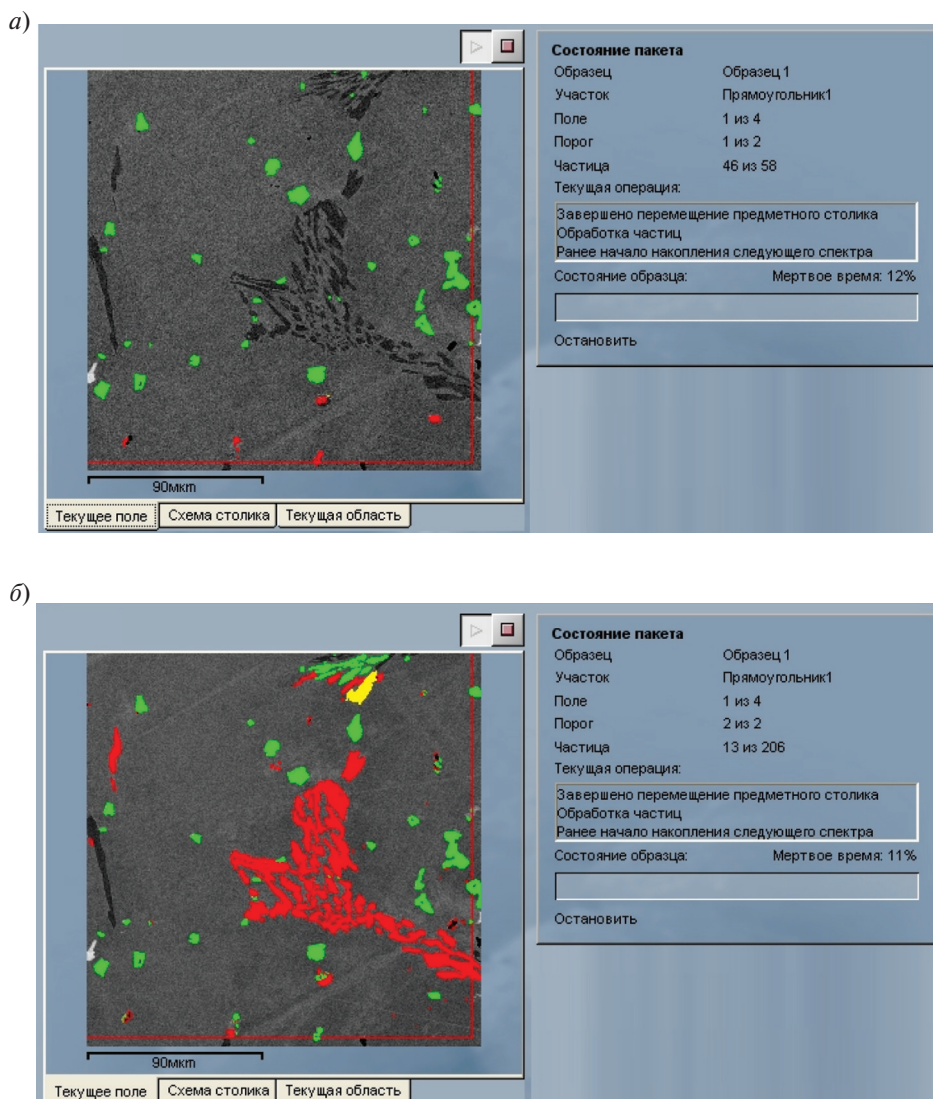 а)
Состояние пакета
Образец Образец 1
Участок Прямоугольник1
Поле 1 из 4
Порог 1 из 2
Частица 46 из 58
Текущая операция:
Завершено перемещение предметного столика
Обработка частиц
Ранее начало накопления следующего спектра
Состояние образца: Мертвое время: 12%
Остановить
90мкm
Текущее поле Схема столика Текущая область
б)
Состояние пакета
Образец Образец 1
Участок Прямоугольник1
Поле 1 из 4
Порог 2 из 2
Частица 13 из 206
Текущая операция:
Завершено перемещение предметного столика
Обработка частиц
Ранее начало накопления следующего спектра
Состояние образца: Мертвое время: 11%
Остановить
90мкm
Текущее поле Схема столика Текущая область